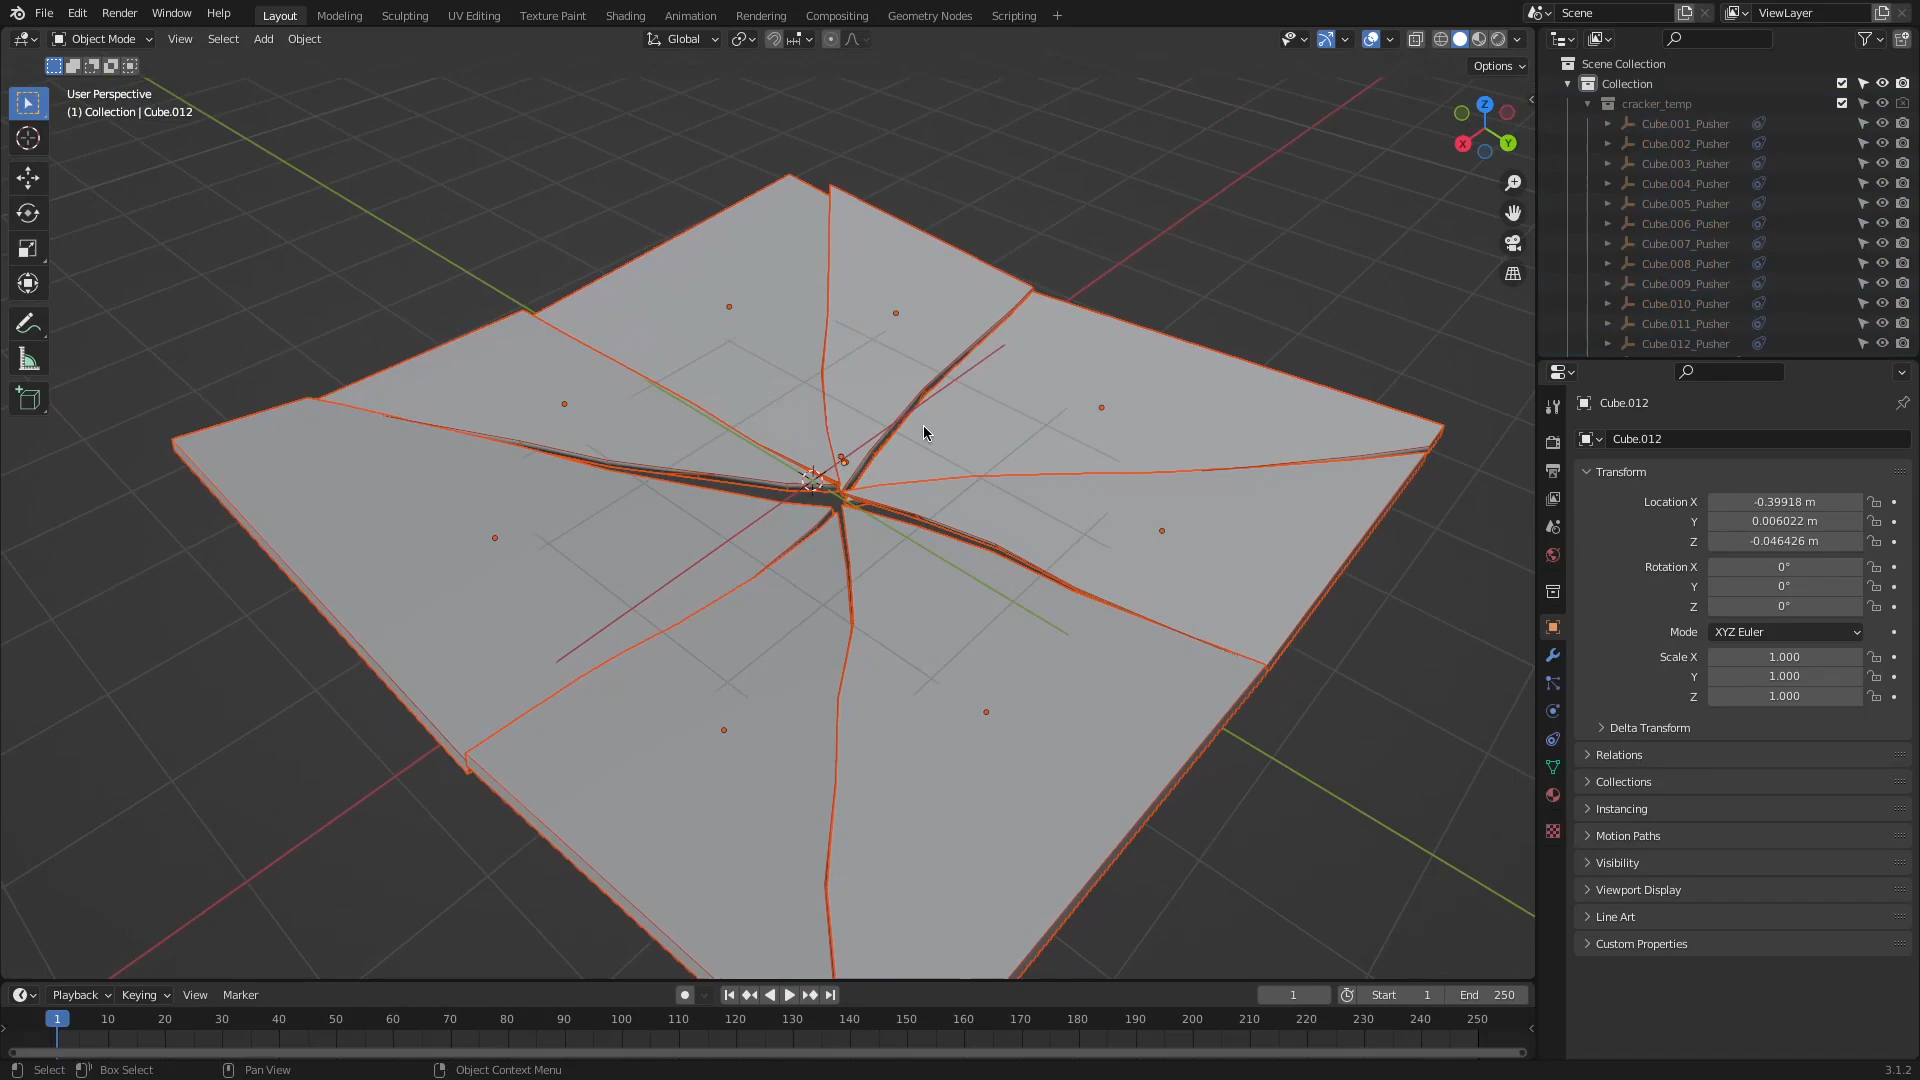 File Edit Render Window Help
Layout Modeling Sculpting UV Editing Texture Paint Shading Animation Rendering Compositing Geometry Nodes Scripting +
Scene
ViewLayer
Object Mode View Select Add Object
Global
Options
User Perspective
(1) Collection | Cube.012
Z
X
Y
Scene Collection
Collection
cracker_temp
Cube.001_Pusher
Cube.002_Pusher
Cube.003_Pusher
Cube.004_Pusher
Cube.005_Pusher
Cube.006_Pusher
Cube.007_Pusher
Cube.008_Pusher
Cube.009_Pusher
Cube.010_Pusher
Cube.011_Pusher
Cube.012_Pusher
Cube.012
Cube.012
Transform
Location X -0.39918 m
Y 0.006022 m
Z -0.046426 m
Rotation X 0°
Y 0°
Z 0°
Mode XYZ Euler
Scale X 1.000
Y 1.000
Z 1.000
Delta Transform
Relations
Collections
Instancing
Motion Paths
Visibility
Viewport Display
Line Art
Custom Properties
Playback Keying View Marker
1 Start 1 End 250
1 10 20 30 40 50 60 70 80 90 100 110 120 130 140 150 160 170 180 190 200 210 220 230 240 250
Select Box Select Pan View Object Context Menu 3.1.2